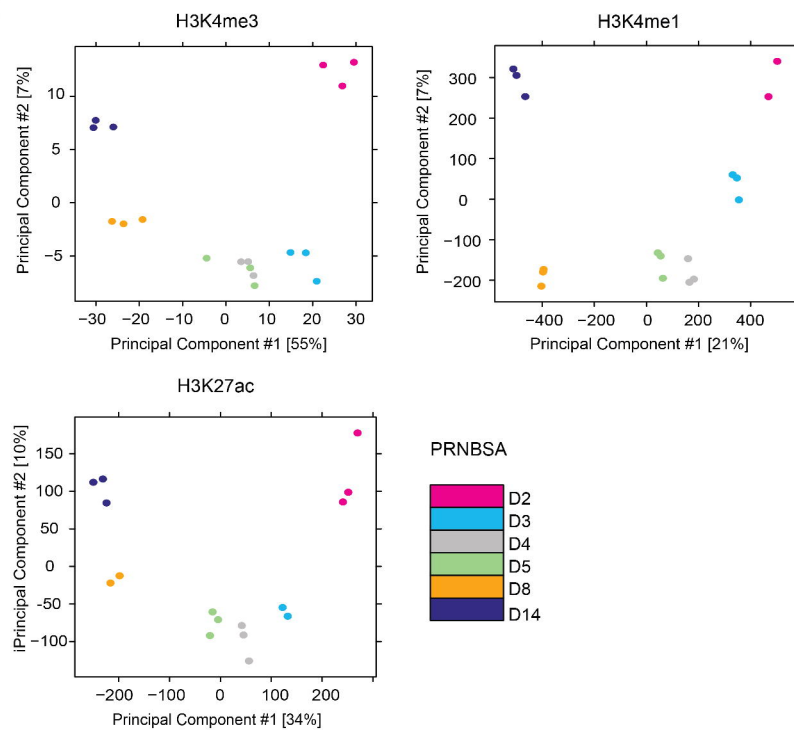 H3K4me3
Principal Component #2 [7%]
10
5
0
−5
−30
−20
−10
0
10
20
30
Principal Component #1 [55%]
H3K4me1
Principal Component #2 [7%]
300
200
100
0
−100
−200
−400
−200
0
200
400
Principal Component #1 [21%]
H3K27ac
iPrincipal Component #2 [10%]
150
100
50
0
−50
−100
−200
−100
0
100
200
Principal Component #1 [34%]
PRNBSA
D2
D3
D4
D5
D8
D14